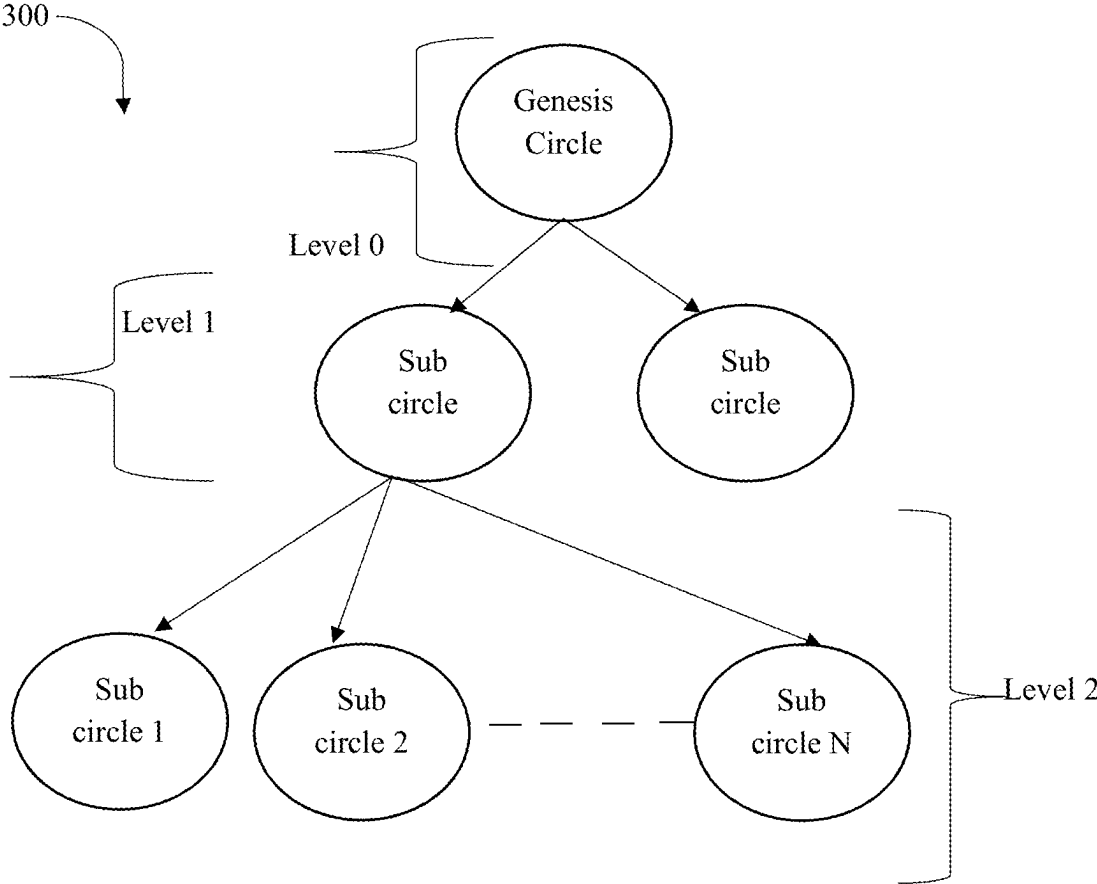 300
Genesis
Circle
Level 0
Level 1
Sub
circle
Sub
circle
Sub
circle 1
Sub
circle 2
Sub
circle N
Level 2